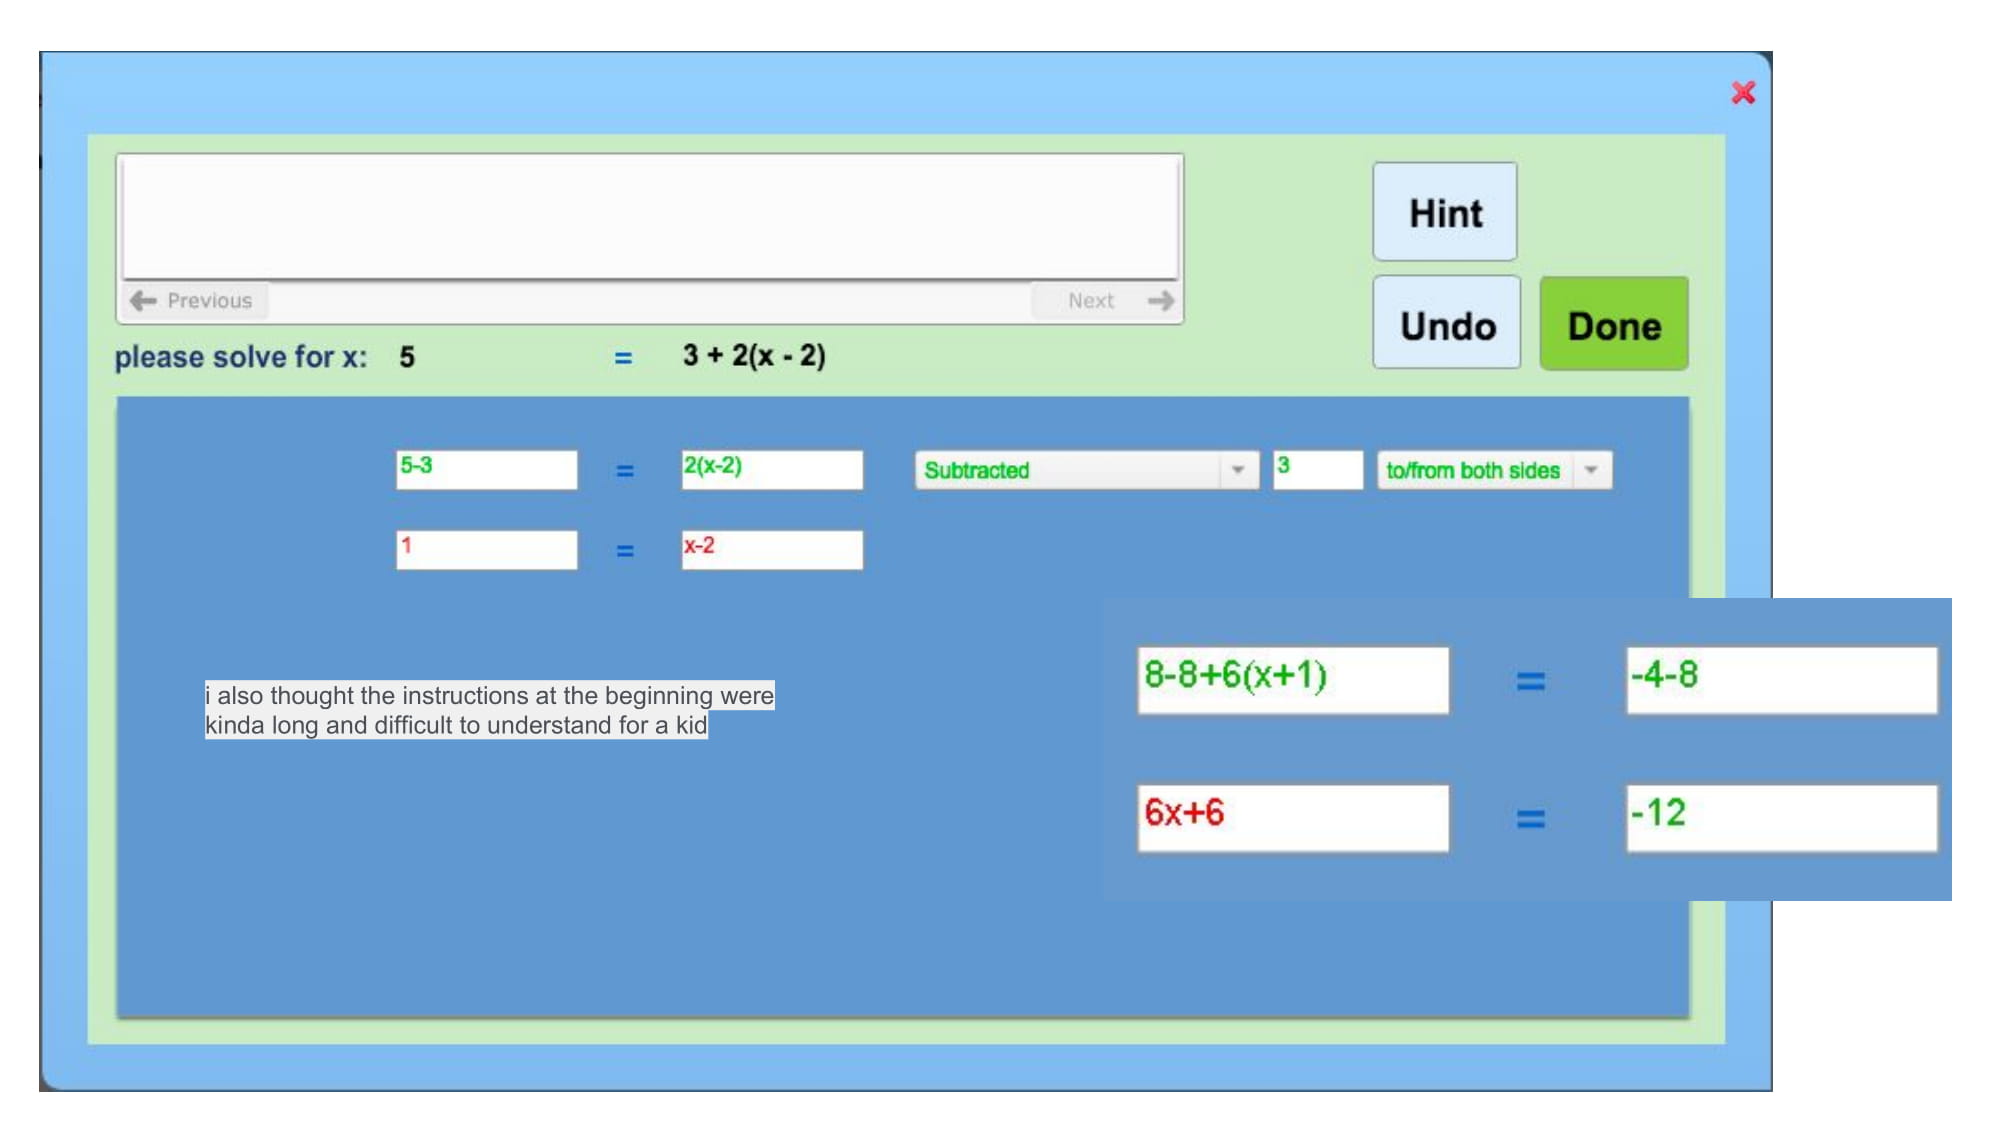 Hint
← Previous
Next →
Undo
Done
please solve for x: 5 = 3 + 2(x - 2)
5-3 = 2(x-2) Subtracted 3 to/from both sides
1 = x-2
8-8+6(x+1) = -4-8
i also thought the instructions at the beginning were
kinda long and difficult to understand for a kid
6x+6 = -12